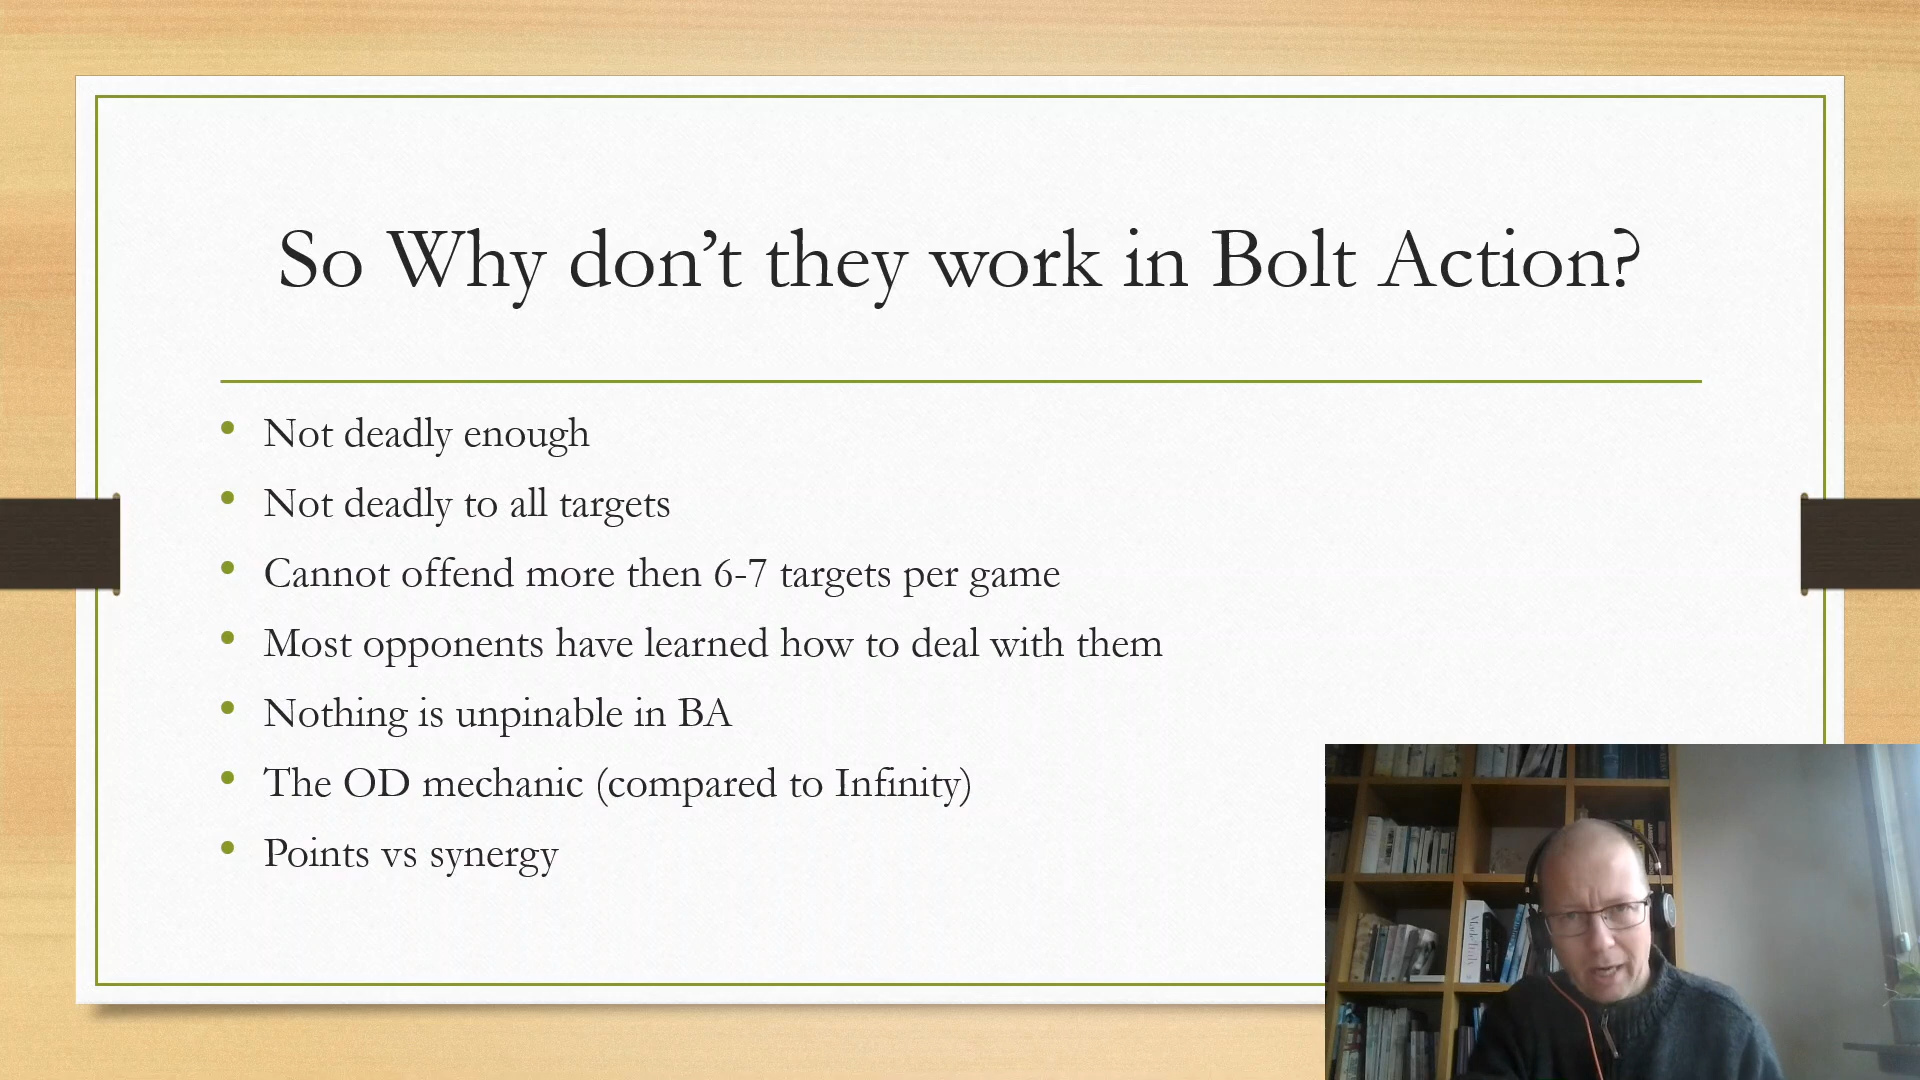 So Why don’t they work in Bolt Action?
• Not deadly enough
• Not deadly to all targets
• Cannot offend more then 6-7 targets per game
• Most opponents have learned how to deal with them
• Nothing is unpinable in BA
• The OD mechanic (compared to Infinity)
• Points vs synergy